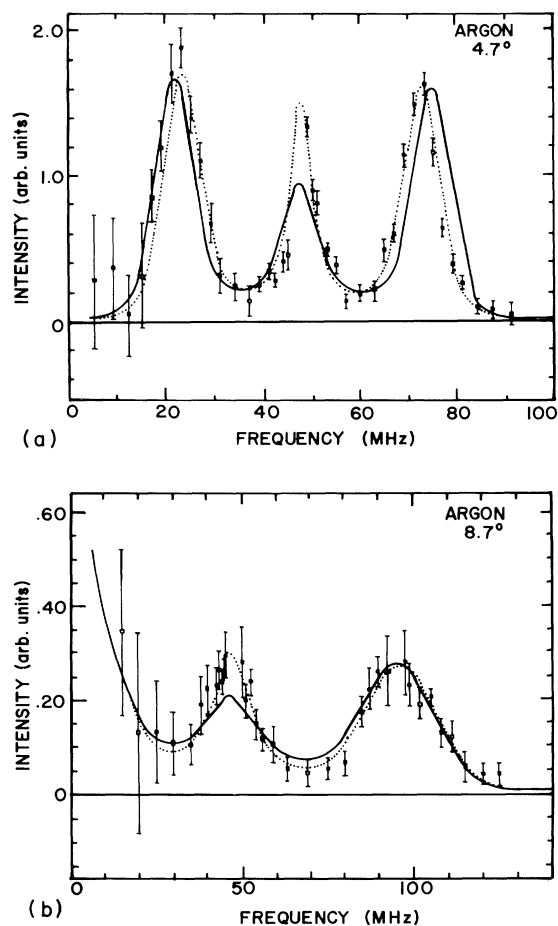 2.0
ARGON
4.7°
1.0
0
INTENSITY (arb. units)
0 20 40 60 80 100
(a)
FREQUENCY (MHz)
.60
ARGON
8.7°
.40
.20
0
INTENSITY (arb. units)
0 50 100
(b)
FREQUENCY (MHz)